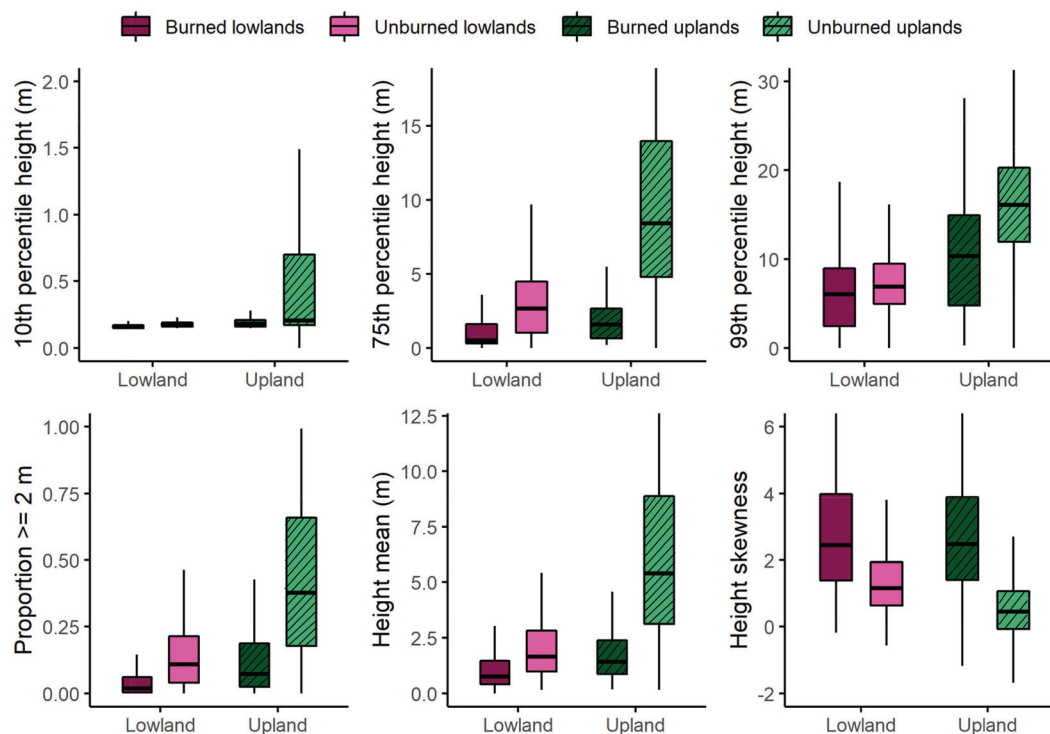 Burned lowlands Unburned lowlands Burned uplands Unburned uplands
10th percentile height (m)
2.0
1.5
1.0
0.5
0.0
Lowland Upland
75th percentile height (m)
15
10
5
0
Lowland Upland
99th percentile height (m)
30
20
10
0
Lowland Upland
Proportion >= 2 m
1.00
0.75
0.50
0.25
0.00
Lowland Upland
Height mean (m)
12.5
10.0
7.5
5.0
2.5
0.0
Lowland Upland
Height skewness
6
4
2
0
-2
Lowland Upland